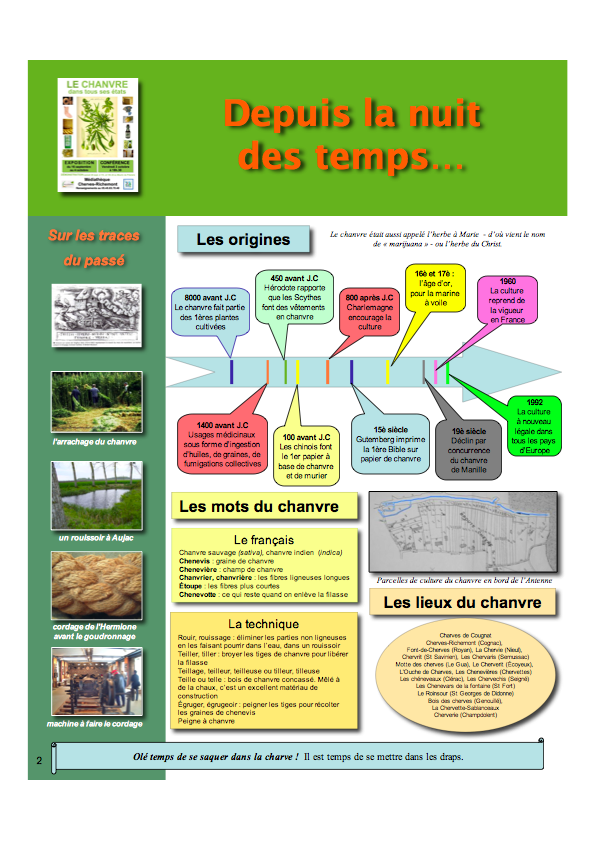 LE CHANVRE
dans tous ses états
EXPOSITION
CONFÉRENCE
Médiathèque
Cherves-Richemont
Depuis la nuit
des temps...
Sur les traces
du passé
l'arrachage du chanvre
un rouissoir à Aujac
cordage de l'Hermione
avant le goudronnage
machine à faire le cordage
Les origines
Le chanvre était aussi appelé l'herbe à Marie - d'où vient le nom
de « marijuana » - ou l'herbe du Christ.
8000 avant J.C
Le chanvre fait partie
des 1ères plantes
cultivées
450 avant J.C
Hérodote rapporte
que les Scythes
font des vêtements
en chanvre
800 après J.C
Charlemagne
encourage la
culture
16è et 17è :
l'âge d'or,
pour la marine
à voile
1960
La culture
reprend de
la vigueur
en France
1400 avant J.C
Usages médicinaux
sous forme d'ingestion
d'huiles, de graines, de
fumigations collectives
100 avant J.C
Les chinois font
le 1er papier à
base de chanvre
et de murier
15è siècle
Gutemberg imprime
la 1ère Bible sur
papier de chanvre
19è siècle
Déclin par
concurrence
du chanvre
de Manille
1992
La culture
à nouveau
légale dans
tous les pays
d'Europe
Les mots du chanvre
Le français
Chanvre sauvage (sativa), chanvre indien (indica)
Chenevis : graine de chanvre
Chenevière : champ de chanvre
Chanvrier, chanvrière : les fibres ligneuses longues
Étoupe : les fibres plus courtes
Chenevotte : ce qui reste quand on enlève la filasse
La technique
Rouir, rouissage : éliminer les parties non ligneuses
en les faisant pourrir dans l'eau, dans un rouissoir
Teiller, tiller : broyer les tiges de chanvre pour libérer
la filasse
Teillage, teilleur, teilleuse ou tilleur, tilleuse
Teille ou telle : bois de chanvre concassé. Mêlé à
de la chaux, c'est un excellent matériau de
construction
Égruger, égrugeoir : peigner les tiges pour récolter
les graines de chenevis
Peigne à chanvre
Parcelles de culture du chanvre en bord de l'Antenne
Les lieux du chanvre
Charves de Cougnat
Cherves-Richemont (Cognac),
Font-de-Cherves (Royan), La Chervie (Neul),
Chervrit (St Savinien), Les Chervaris (Semussac)
Motte des cherves (Le Gua), Le Chervent (Écoyeux),
L'Ouche de Cherves, Les Chenevières (Chervettes)
Les chêneveaux (Cérac), Les Chervechs (Seigné)
Les Chenevars de la fontaine (St Fort)
Le Roinsour (St Georges de Didonne)
Bois des cherves (Genouillé),
La Chervette-Sablonceaux
Cherverie (Champdolent)
2
Olé temps de se saquer dans la charve ! Il est temps de se mettre dans les draps.